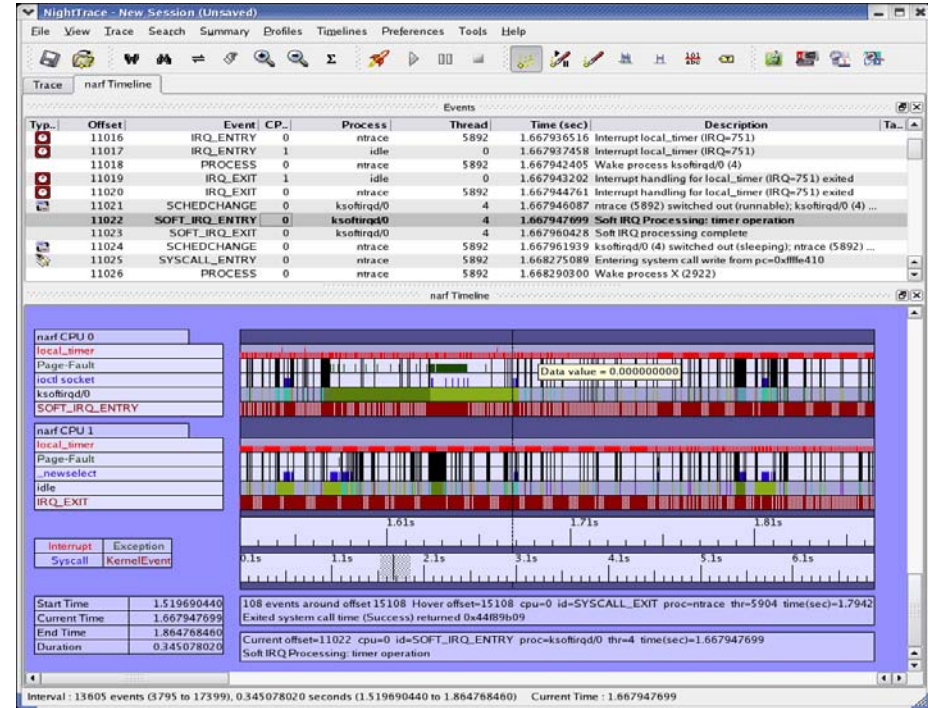 NightTrace - New Session (Unsaved)
File View Trace Search Summary Profiles Timelines Preferences Tools Help
Trace narf Timeline
Events
Typ.. Offset Event CP.. Process Thread Time (sec) Description Ta..
11016 IRQ_ENTRY 0 ntrace 5892 1.667936516 Interrupt local_timer (IRQ=751)
11017 IRQ_ENTRY 1 idle 0 1.667937458 Interrupt local_timer (IRQ=751)
11018 PROCESS 0 ntrace 5892 1.667942405 Wake process ksoftirqd/0 (4)
11019 IRQ_EXIT 1 idle 0 1.667943202 Interrupt handling for local_timer (IRQ=751) exited
11020 IRQ_EXIT 0 ntrace 5892 1.667944761 Interrupt handling for local_timer (IRQ=751) exited
11021 SCHEDCHANGE 0 ksoftirqd/0 4 1.667946087 ntrace (5892) switched out (runnable); ksoftirqd/0 (4) ...
11022 SOFT_IRQ_ENTRY 0 ksoftirqd/0 4 1.667947699 Soft IRQ Processing: timer operation
11023 SOFT_IRQ_EXIT 0 ksoftirqd/0 4 1.667960428 Soft IRQ processing complete
11024 SCHEDCHANGE 0 ntrace 5892 1.667961939 ksoftirqd/0 (4) switched out (sleeping); ntrace (5892) ...
11025 SYSCALL_ENTRY 0 ntrace 5892 1.668275089 Entering system call write from pc=0xffffe410
11026 PROCESS 0 ntrace 5892 1.668290300 Wake process X (2922)
narf Timeline
narf CPU 0
local_timer
Page-Fault
ioctl socket
ksoftirqd/0
SOFT_IRQ_ENTRY
Data value = 0.000000000
narf CPU 1
local_timer
Page-Fault
_newselect
idle
IRQ_EXIT
1.61s 1.71s 1.81s
0.1s 1.1s 2.1s 3.1s 4.1s 5.1s 6.1s
Interrupt Exception
Syscall KernelEvent
Start Time 1.519690440
Current Time 1.667947699
End Time 1.864768460
Duration 0.345078020
108 events around offset 15108 Hover offset=15108 cpu=0 id=SYSCALL_EXIT proc=ntrace thr=5904 time(sec)=1.7942
Exited system call time (Success) returned 0x44f89b09
Current offset=11022 cpu=0 id=SOFT_IRQ_ENTRY proc=ksoftirqd/0 thr=4 time(sec)=1.667947699
Soft IRQ Processing: timer operation
Interval : 13605 events (3795 to 17399), 0.345078020 seconds (1.519690440 to 1.864768460) Current Time : 1.667947699